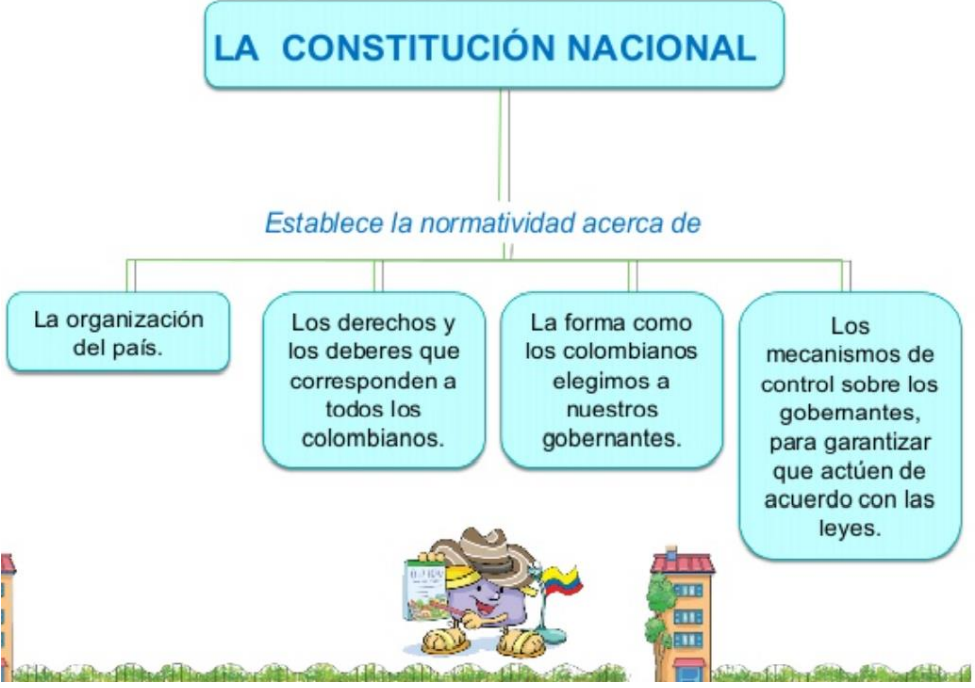 LA CONSTITUCIÓN NACIONAL
Establece la normatividad acerca de
La organización
del país.
Los derechos y
los deberes que
corresponden a
todos los
colombianos.
La forma como
los colombianos
elegimos a
nuestros
gobernantes.
Los
mecanismos de
control sobre los
gobernantes,
para garantizar
que actúen de
acuerdo con las
leyes.